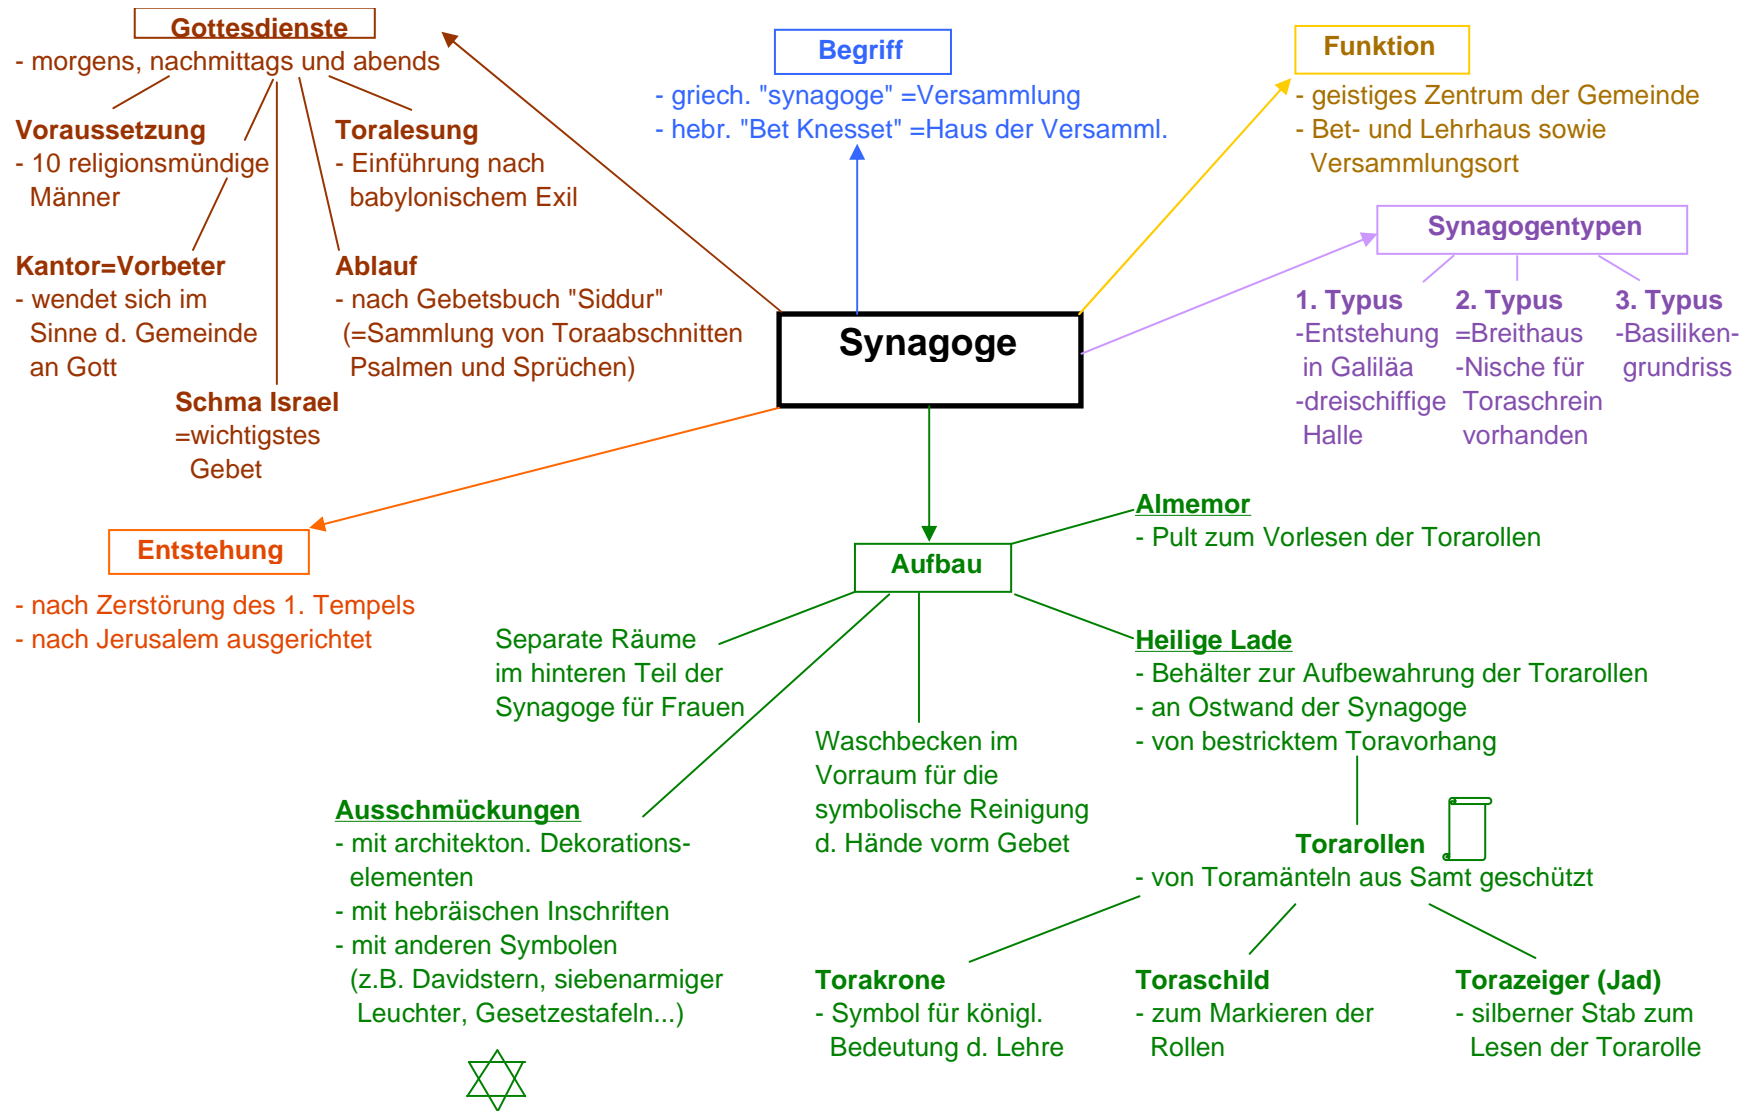 Gottesdienste
- morgens, nachmittags und abends
Voraussetzung
- 10 religionsmündige
Männer
Toralesung
- Einführung nach
babylonischem Exil
Kantor=Vorbeter
- wendet sich im
Sinne d. Gemeinde
an Gott
Ablauf
- nach Gebetsbuch "Siddur"
(=Sammlung von Toraabschnitten
Psalmen und Sprüchen)
Schma Israel
=wichtigstes
Gebet
Begriff
- griech. "synagoge" =Versammlung
- hebr. "Bet Knesset" =Haus der Versamml.
Funktion
- geistiges Zentrum der Gemeinde
- Bet- und Lehrhaus sowie
Versammlungsort
Synagogentypen
1. Typus
-Entstehung
in Galiläa
-dreischiffige
Halle
2. Typus
=Breithaus
-Nische für
Toraschrein
vorhanden
3. Typus
-Basiliken-
grundriss
Synagoge
Entstehung
- nach Zerstörung des 1. Tempels
- nach Jerusalem ausgerichtet
Aufbau
Almemor
- Pult zum Vorlesen der Torarollen
Separate Räume
im hinteren Teil der
Synagoge für Frauen
Heilige Lade
- Behälter zur Aufbewahrung der Torarollen
- an Ostwand der Synagoge
- von bestricktem Toravorhang
Waschbecken im
Vorraum für die
symbolische Reinigung
d. Hände vorm Gebet
Ausschmückungen
- mit architekton. Dekorations-
elementen
- mit hebräischen Inschriften
- mit anderen Symbolen
(z.B. Davidstern, siebenarmiger
Leuchter, Gesetzestafeln...)
Torarollen
- von Toramänteln aus Samt geschützt
Torakrone
- Symbol für königl.
Bedeutung d. Lehre
Toraschild
- zum Markieren der
Rollen
Torazeiger (Jad)
- silberner Stab zum
Lesen der Torarolle